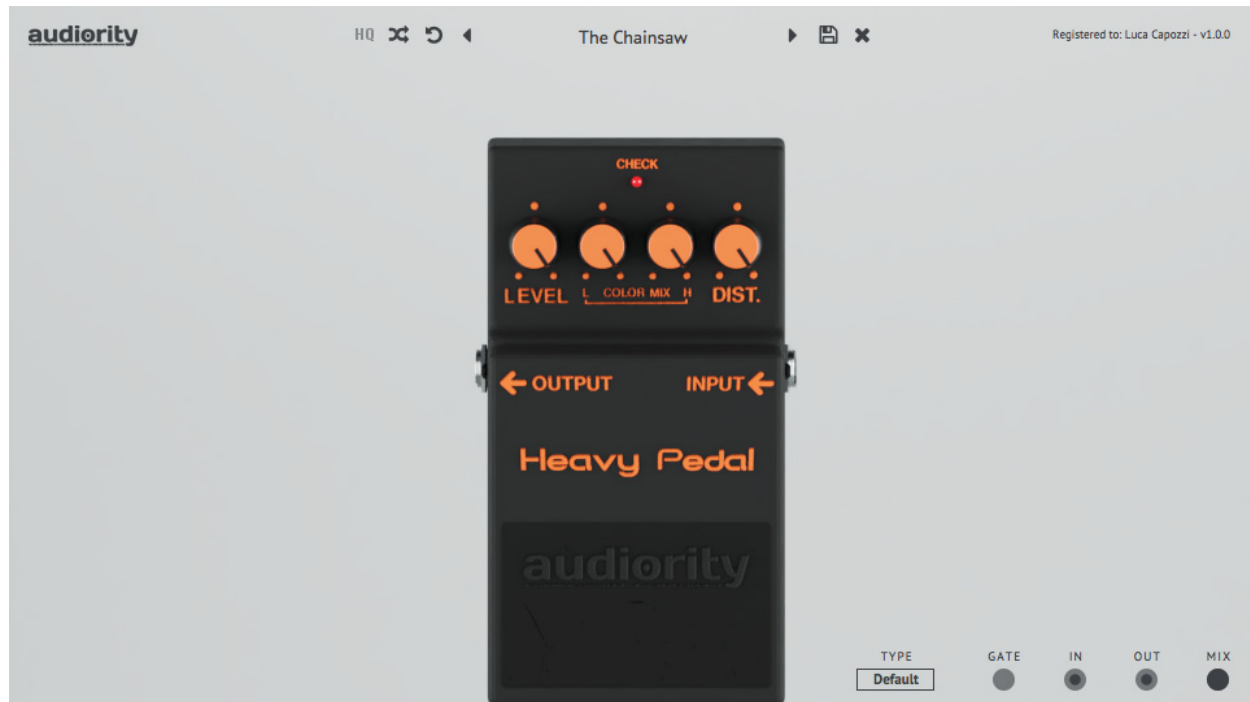 audiority
HQ
The Chainsaw
Registered to: Luca Capozzi - v1.0.0
CHECK
LEVEL
L COLOR MIX H
DIST.
OUTPUT
INPUT
Heavy Pedal
audiority
TYPE
Default
GATE
IN
OUT
MIX